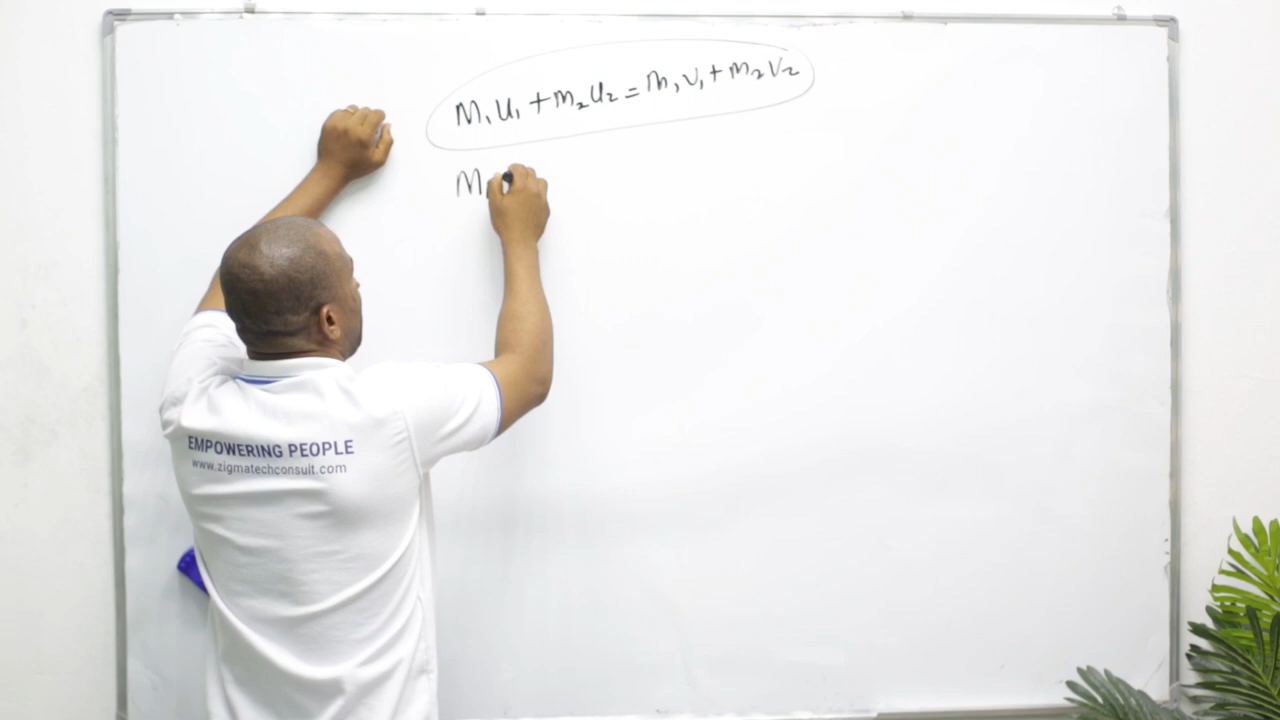 M₁U₁ + M₂U₂ = M₁V₁ + M₂V₂
M₁
EMPOWERING PEOPLE
www.zigmatechconsult.com